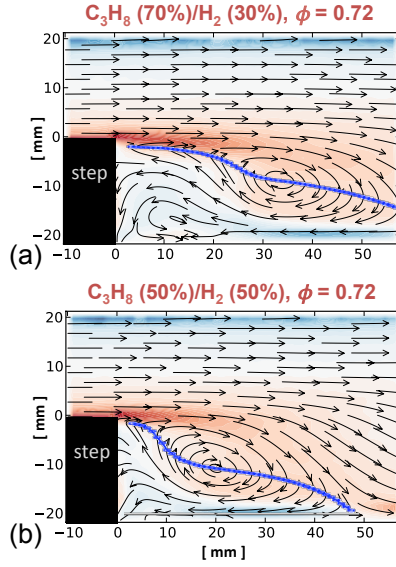 C₃H₈ (70%)/H₂ (30%), ϕ = 0.72
20
10
0
−10
−20
[ mm ]
step
(a)
−10 0 10 20 30 40 50
C₃H₈ (50%)/H₂ (50%), ϕ = 0.72
20
10
0
−10
−20
[ mm ]
step
(b)
−10 0 10 20 30 40 50
[ mm ]